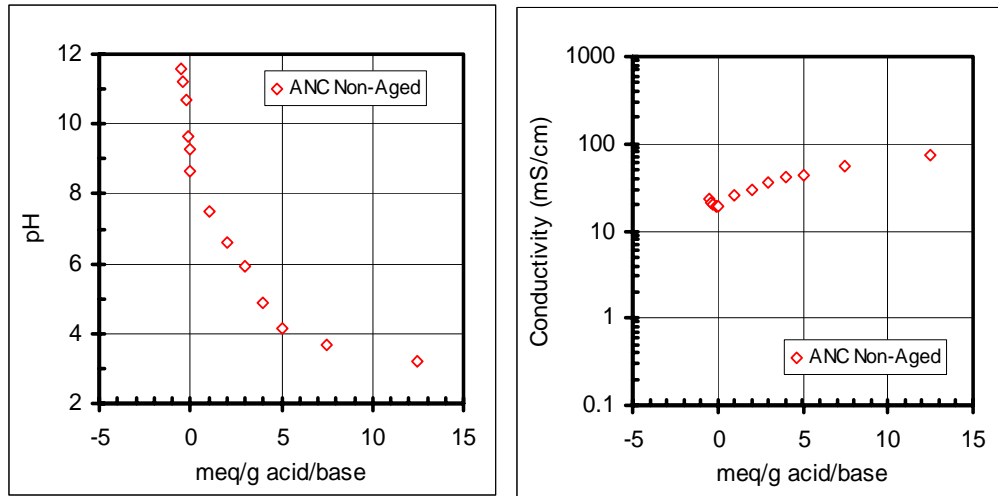 12
10
8
6
4
2
pH
ANC Non-Aged
-5 0 5 10 15
meq/g acid/base
1000
100
10
1
0.1
Conductivity (mS/cm)
ANC Non-Aged
-5 0 5 10 15
meq/g acid/base